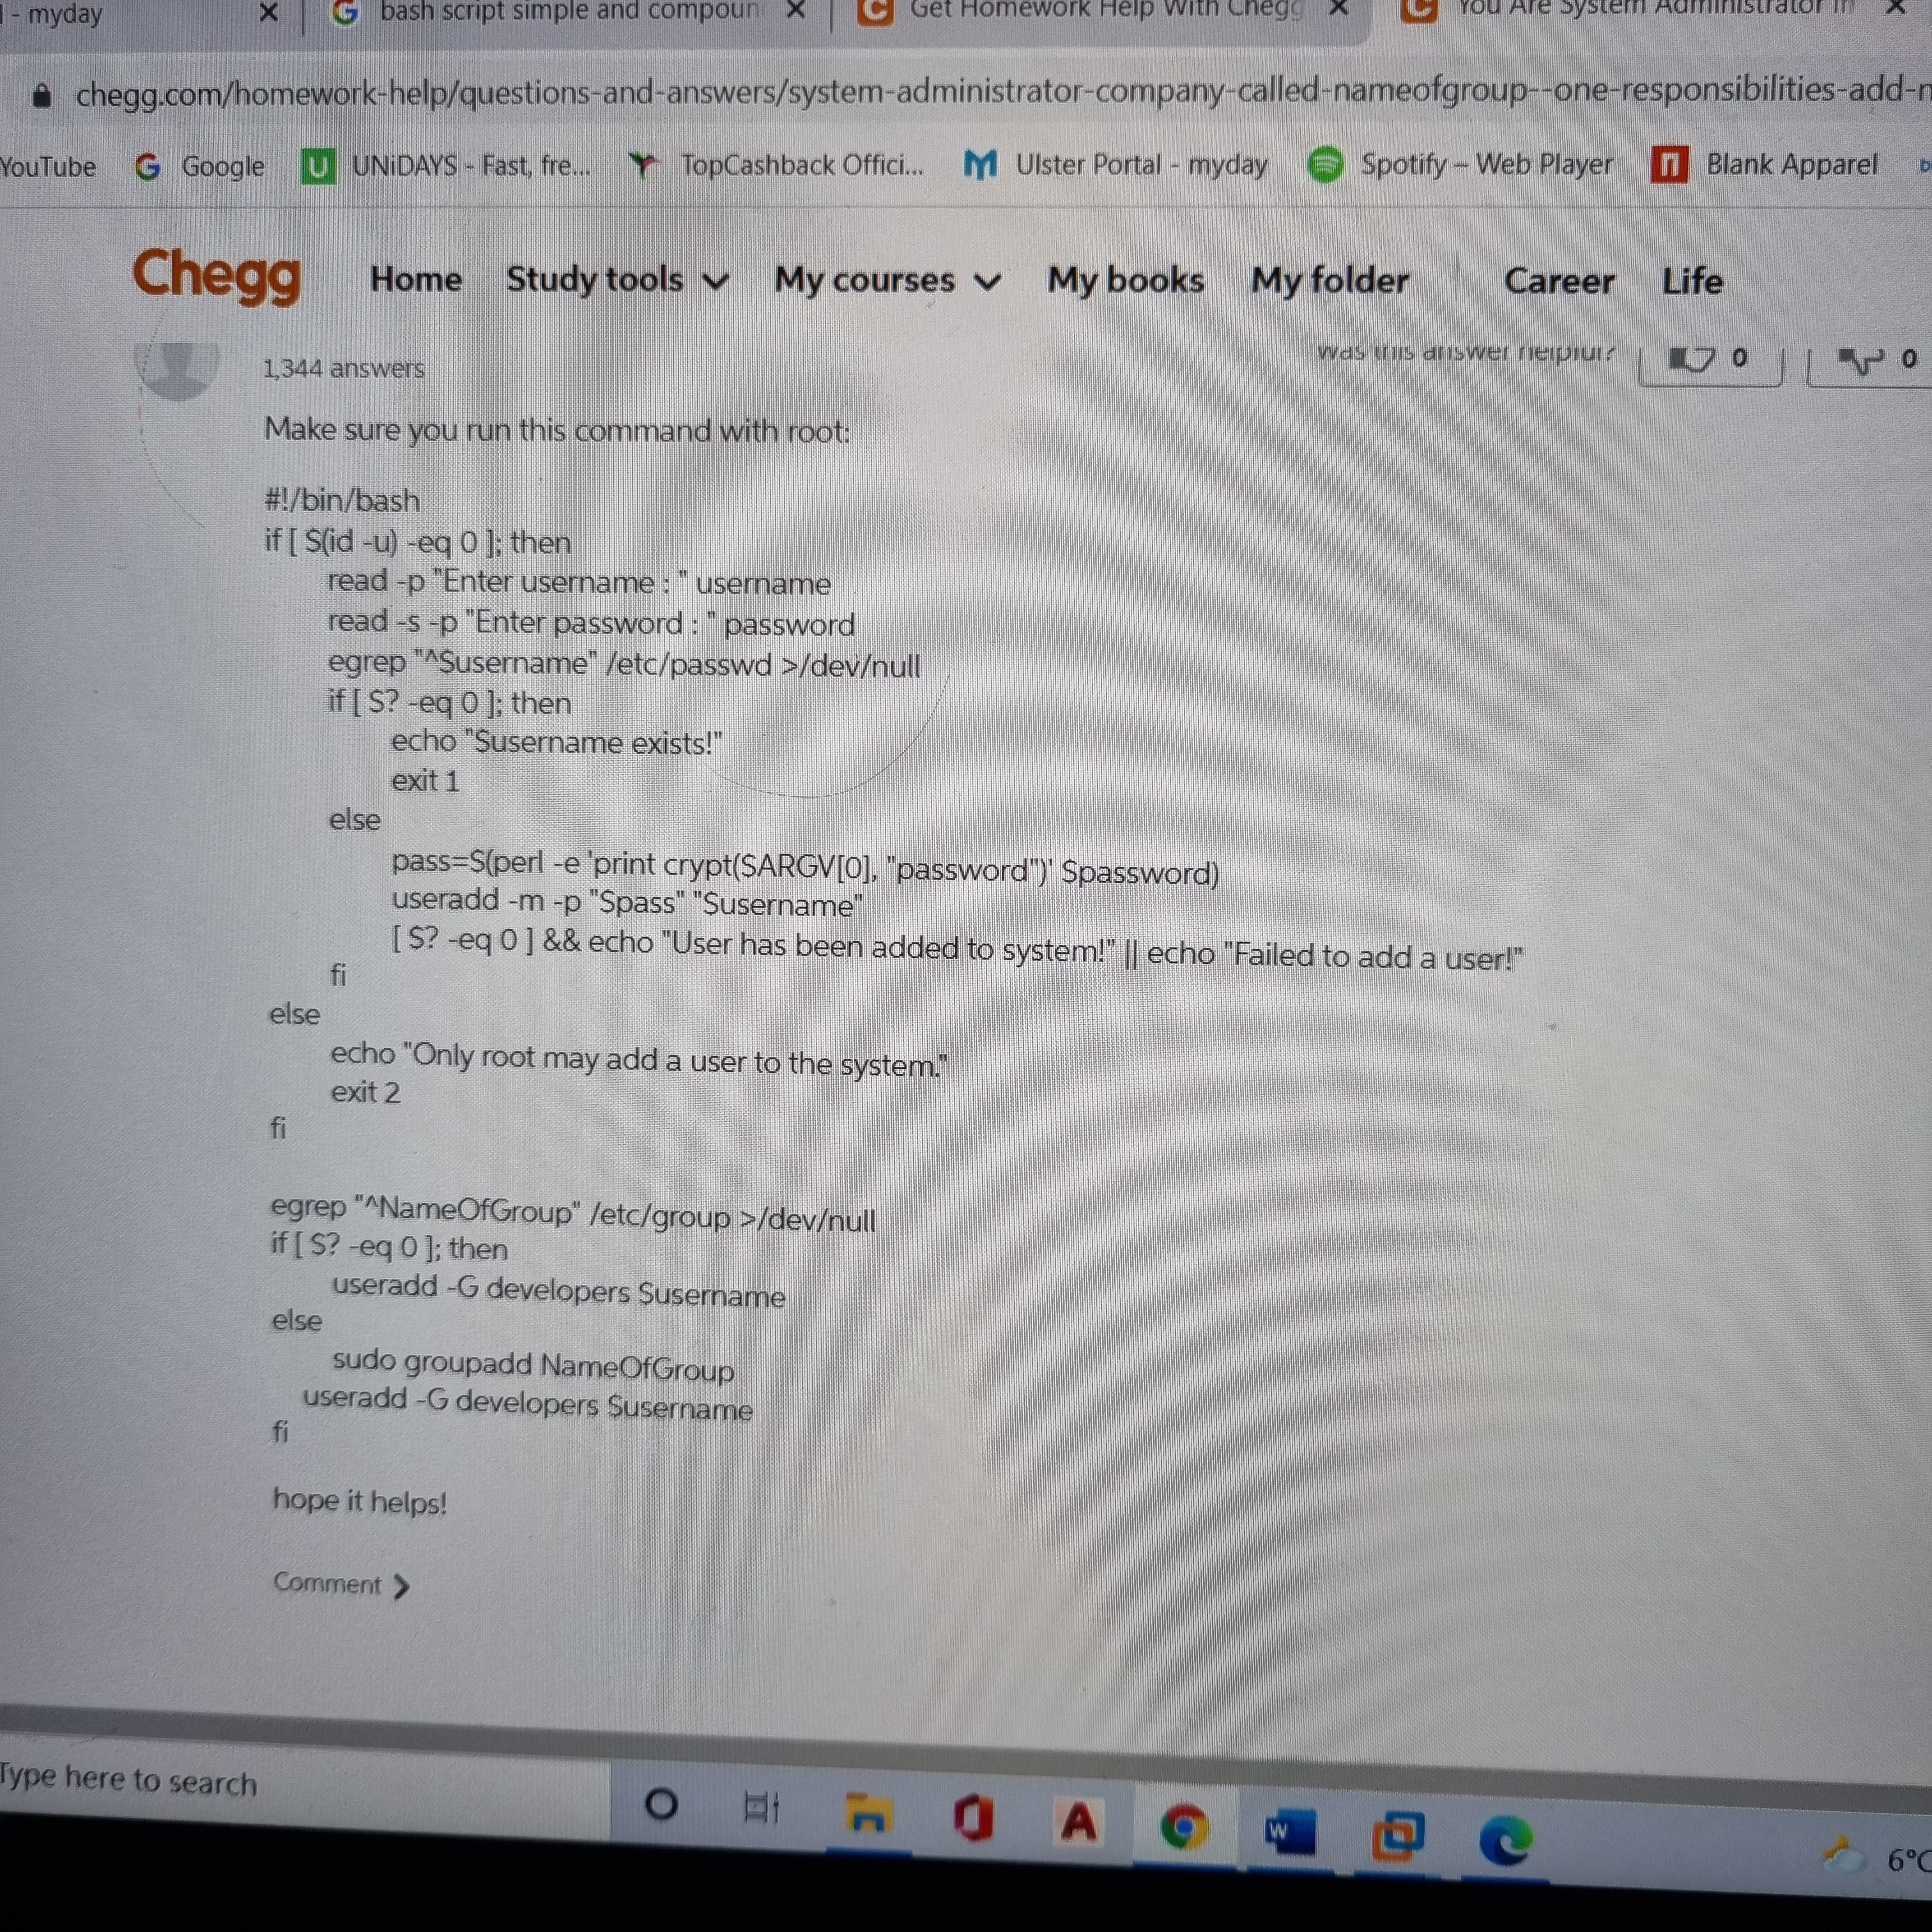 - myday
bash script simple and compoun
Get Homework Help With Chegg
You Are System Administrator In
chegg.com/homework-help/questions-and-answers/system-administrator-company-called-nameofgroup--one-responsibilities-add-n
YouTube Google UNiDAYS - Fast, fre... TopCashback Offici... Ulster Portal - myday Spotify – Web Player Blank Apparel
Chegg Home Study tools My courses My books My folder Career Life
1,344 answers
Was this answer helpful? 0 0
Make sure you run this command with root:
#!/bin/bash
if [ $(id -u) -eq 0 ]; then
read -p "Enter username : " username
read -s -p "Enter password : " password
egrep "^$username" /etc/passwd >/dev/null
if [ $? -eq 0 ]; then
echo "$username exists!"
exit 1
else
pass=$(perl -e 'print crypt($ARGV[0], "password")' $password)
useradd -m -p "$pass" "$username"
[ $? -eq 0 ] && echo "User has been added to system!" || echo "Failed to add a user!"
fi
else
echo "Only root may add a user to the system."
exit 2
fi
egrep "^NameOfGroup" /etc/group >/dev/null
if [ $? -eq 0 ]; then
useradd -G developers $username
else
sudo groupadd NameOfGroup
useradd -G developers $username
fi
hope it helps!
Comment
Type here to search
6°C